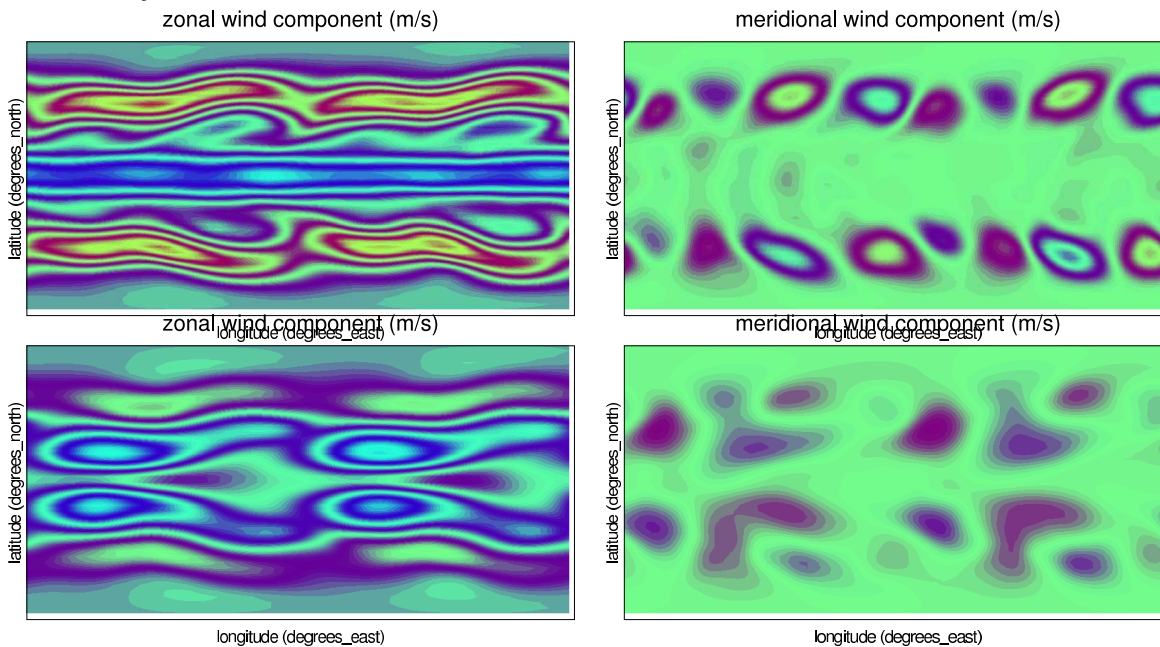 zonal wind component (m/s)
meridional wind component (m/s)
latitude (degrees_north)
latitude (degrees_north)
longitude (degrees_east)
longitude (degrees_east)
zonal wind component (m/s)
meridional wind component (m/s)
latitude (degrees_north)
latitude (degrees_north)
longitude (degrees_east)
longitude (degrees_east)